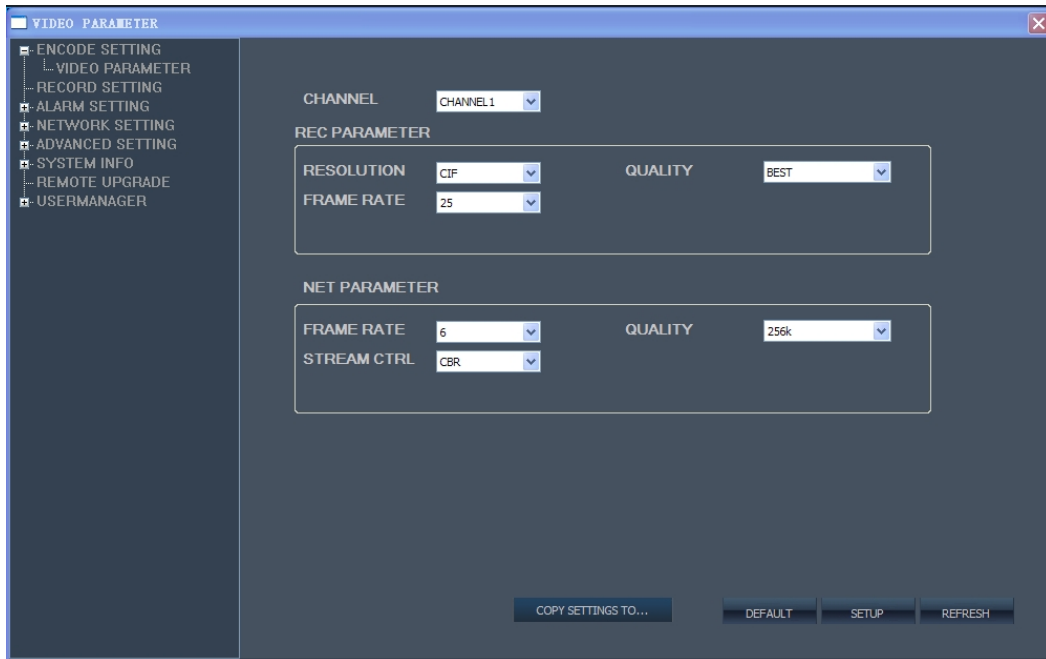 VIDEO PARAMETER
ENCODE SETTING
VIDEO PARAMETER
RECORD SETTING
ALARM SETTING
NETWORK SETTING
ADVANCED SETTING
SYSTEM INFO
REMOTE UPGRADE
USERMANAGER
CHANNEL CHANNEL1
REC PARAMETER
RESOLUTION CIF QUALITY BEST
FRAME RATE 25
NET PARAMETER
FRAME RATE 6 QUALITY 256k
STREAM CTRL CBR
COPY SETTINGS TO... DEFAULT SETUP REFRESH